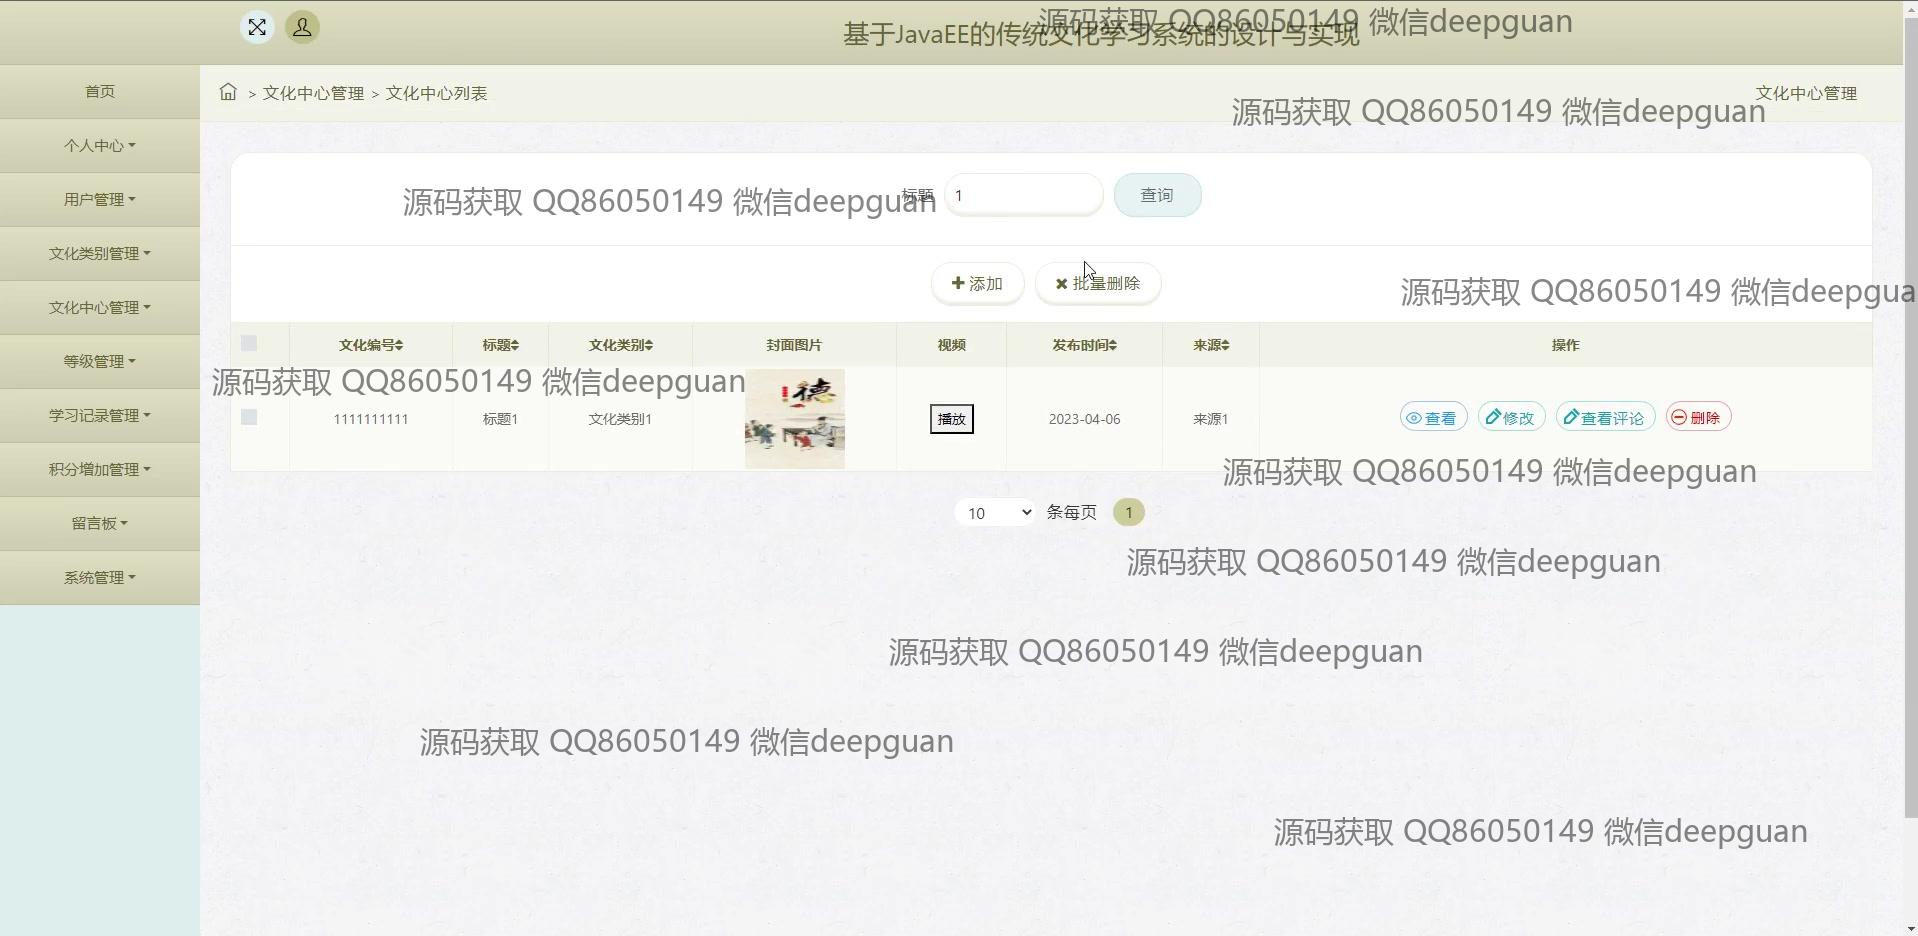 基于JavaEE的传统文化学习系统的设计与实现
源码获取 QQ86050149 微信deepguan
首页
个人中心
用户管理
文化类别管理
文化中心管理
等级管理
学习记录管理
积分增加管理
留言板
系统管理
> 文化中心管理 > 文化中心列表
文化中心管理
源码获取 QQ86050149 微信deepguan
源码获取 QQ86050149 微信deepguan
标题 1 查询
添加 批量删除
源码获取 QQ86050149 微信deepgua
文化编号 标题 文化类别 封面图片 视频 发布时间 来源 操作
源码获取 QQ86050149 微信deepguan
德
1111111111 标题1 文化类别1 播放 2023-04-06 来源1 查看 修改 查看评论 删除
源码获取 QQ86050149 微信deepguan
10 条每页 1
源码获取 QQ86050149 微信deepguan
源码获取 QQ86050149 微信deepguan
源码获取 QQ86050149 微信deepguan
源码获取 QQ86050149 微信deepguan